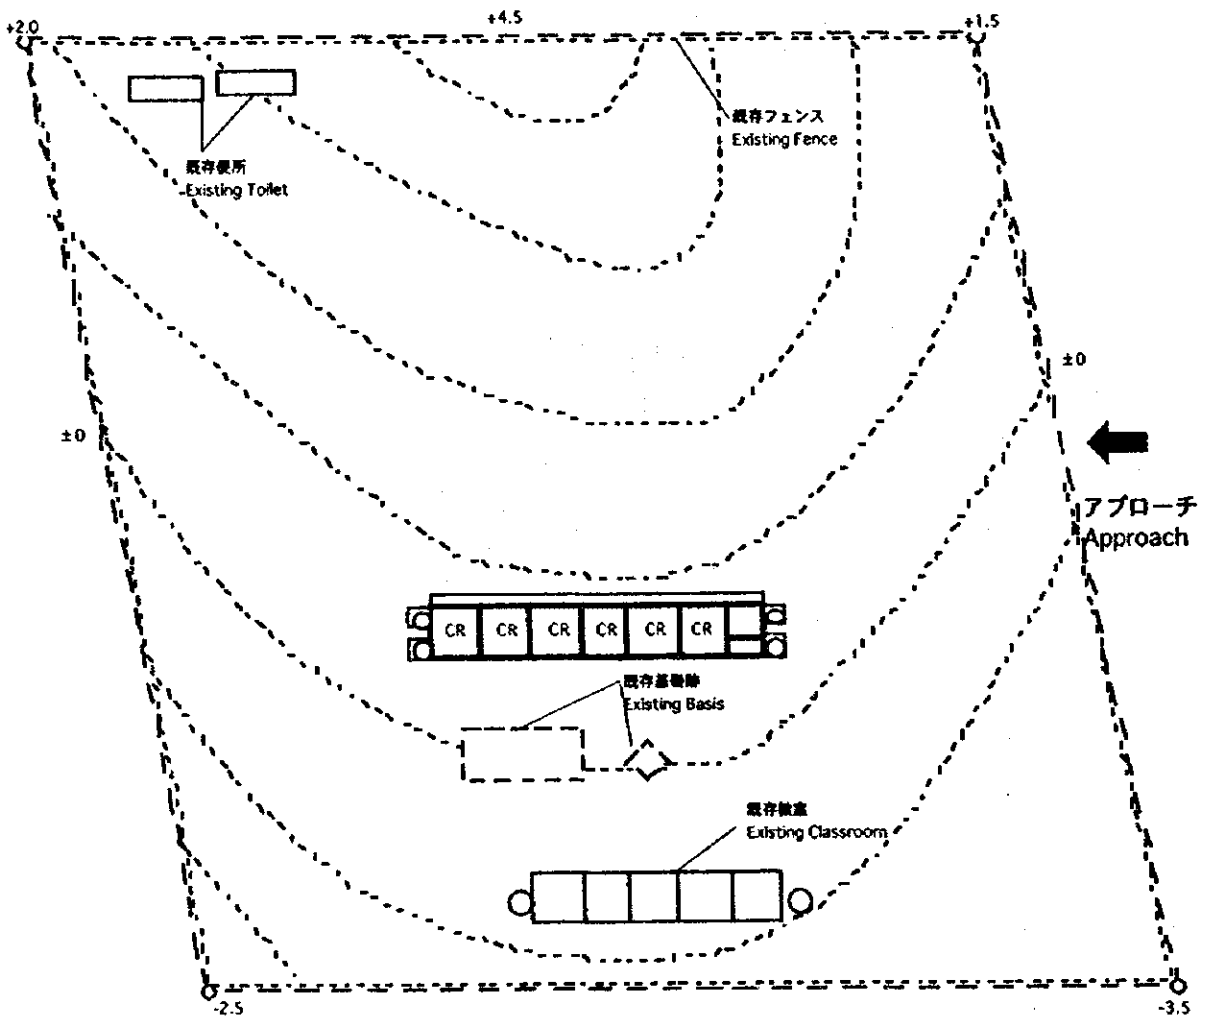 +2.0
+4.5
+1.5
既存フェンス
Existing Fence
既存便所
Existing Toilet
±0
±0
アプローチ
Approach
CR CR CR CR CR CR
既存基礎跡
Existing Basis
既存教室
Existing Classroom
-2.5
-3.5